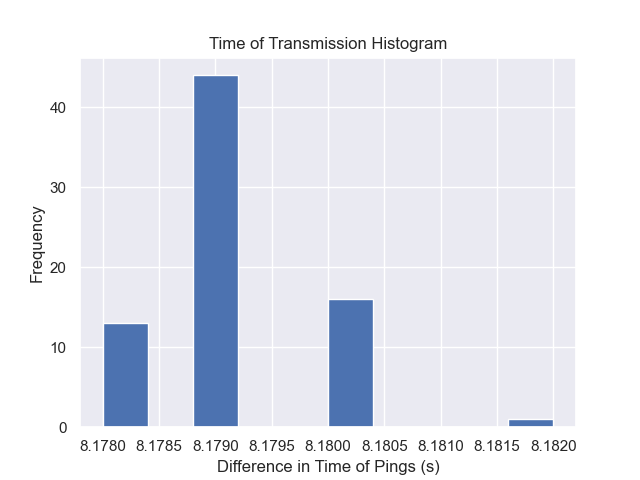 Time of Transmission Histogram
Frequency
40
30
20
10
0
8.1780 8.1785 8.1790 8.1795 8.1800 8.1805 8.1810 8.1815 8.1820
Difference in Time of Pings (s)